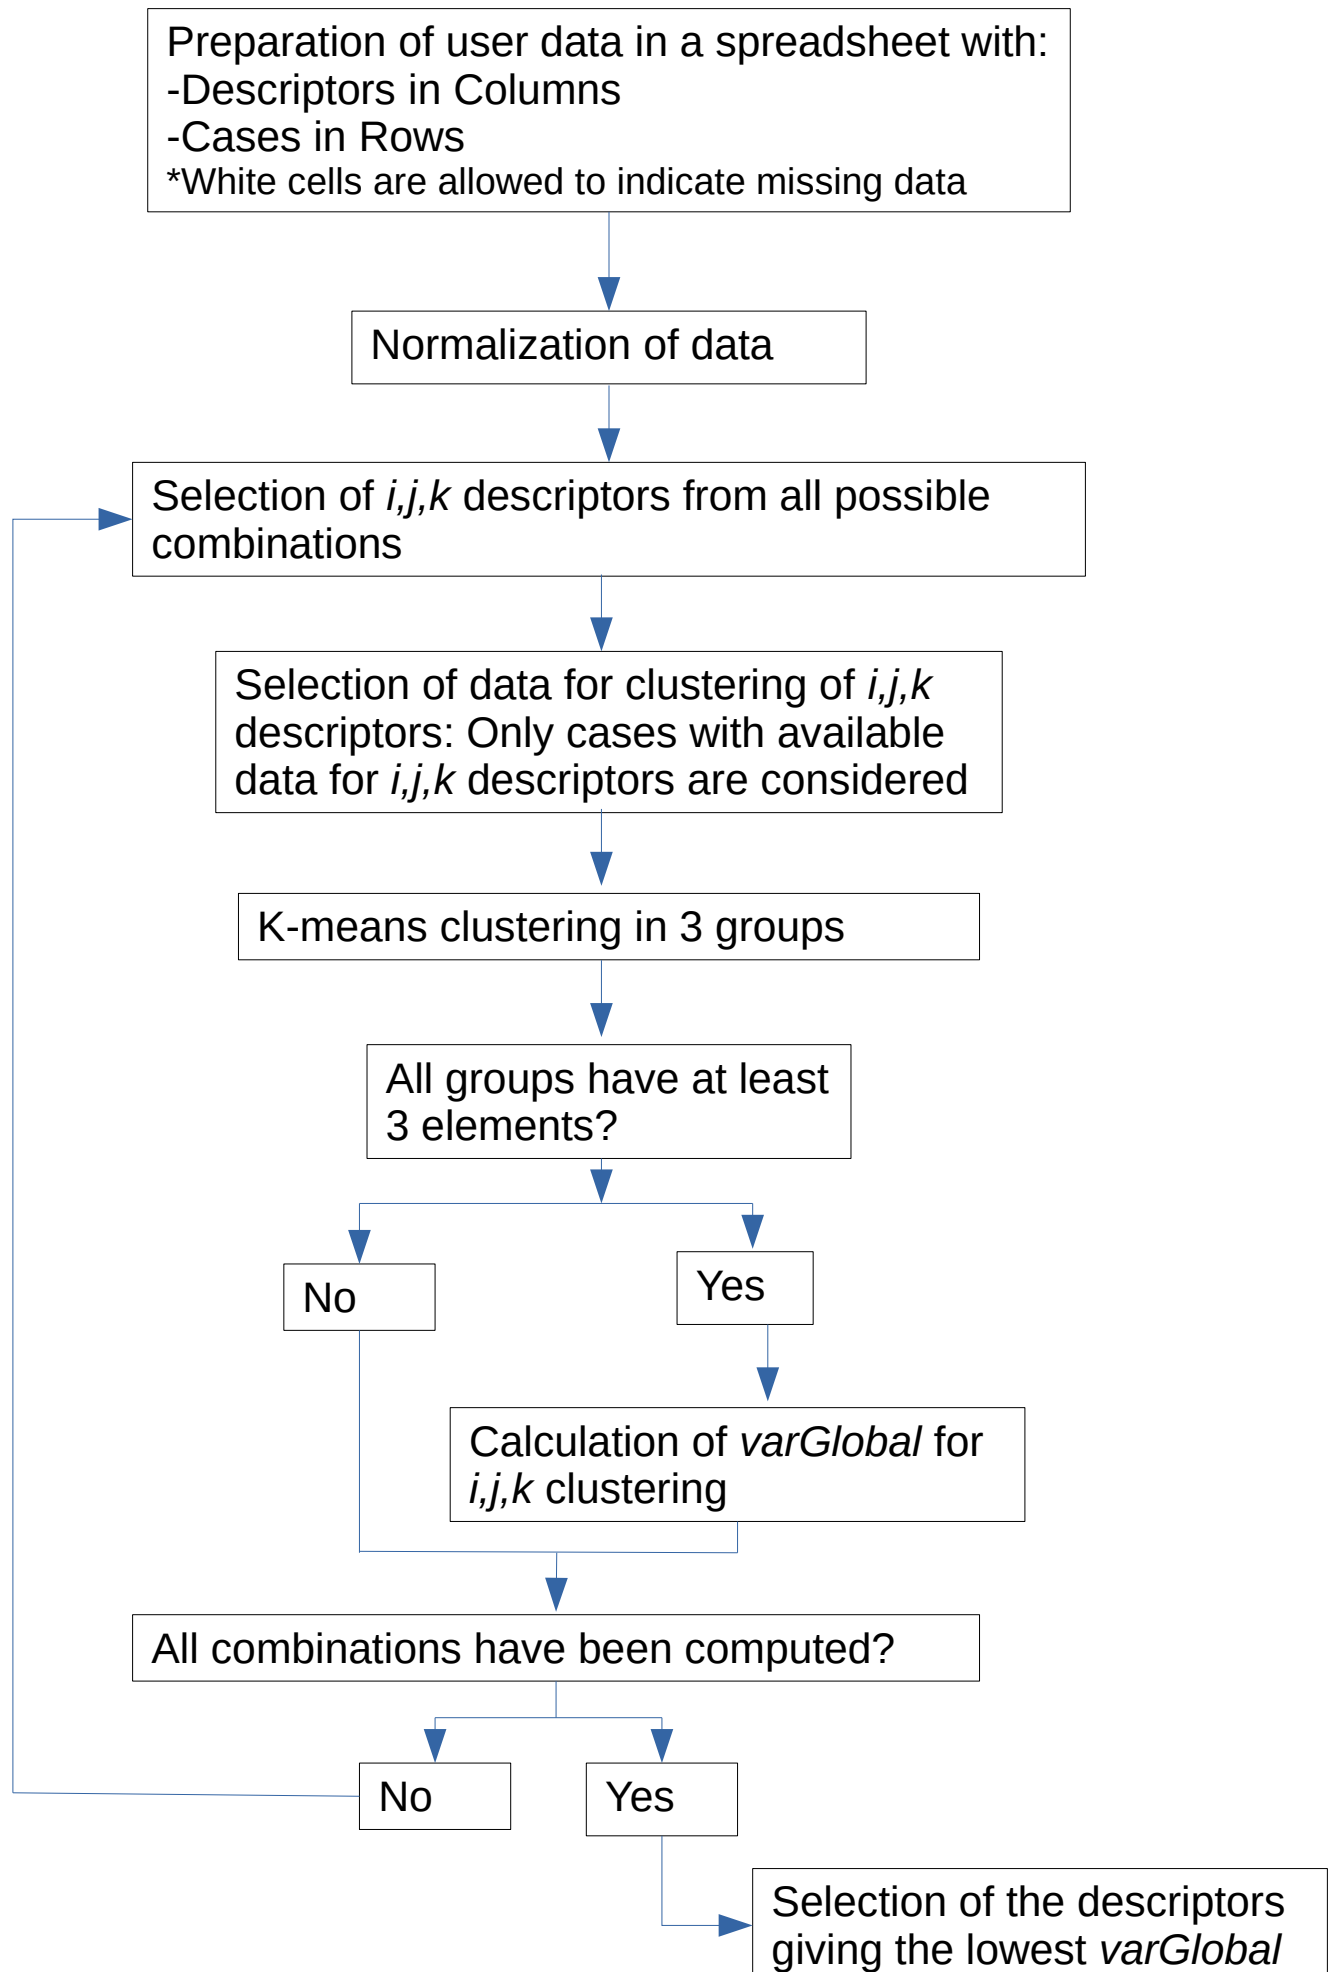 Preparation of user data in a spreadsheet with:
-Descriptors in Columns
-Cases in Rows
*White cells are allowed to indicate missing data
Normalization of data
Selection of i,j,k descriptors from all possible
combinations
Selection of data for clustering of i,j,k
descriptors: Only cases with available
data for i,j,k descriptors are considered
K-means clustering in 3 groups
All groups have at least
3 elements?
No
Yes
Calculation of varGlobal for
i,j,k clustering
All combinations have been computed?
No
Yes
Selection of the descriptors
giving the lowest varGlobal